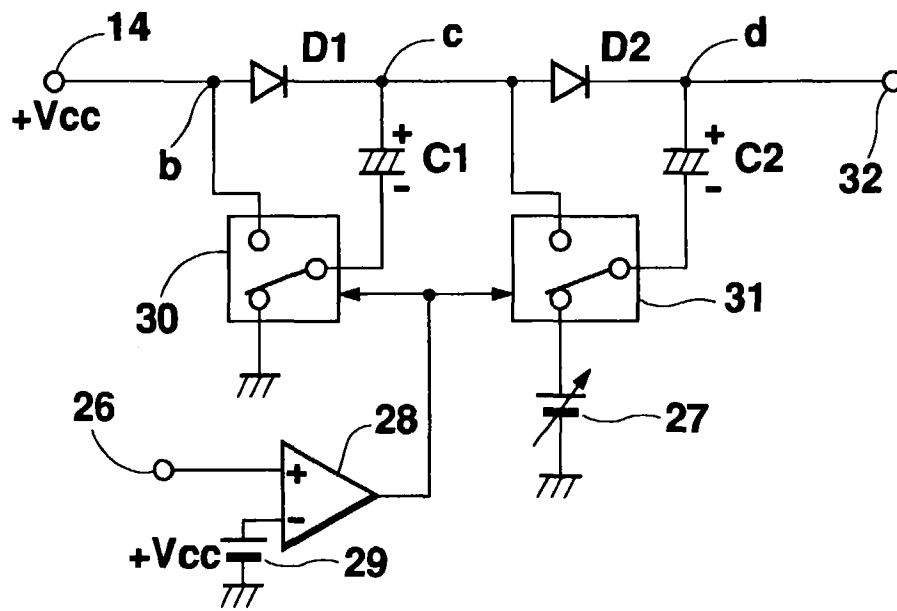 14
D1
c
D2
d
+Vcc
b
+
-
C1
+
-
C2
32
30
31
26
28
27
+
-
+Vcc
29